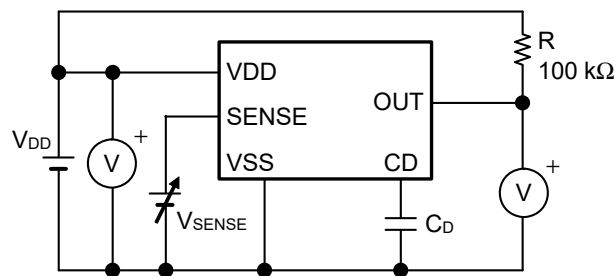 R
100 kΩ
VDD
OUT
SENSE
VSS
CD
VDD
V
+
VSENSE
CD
V
+